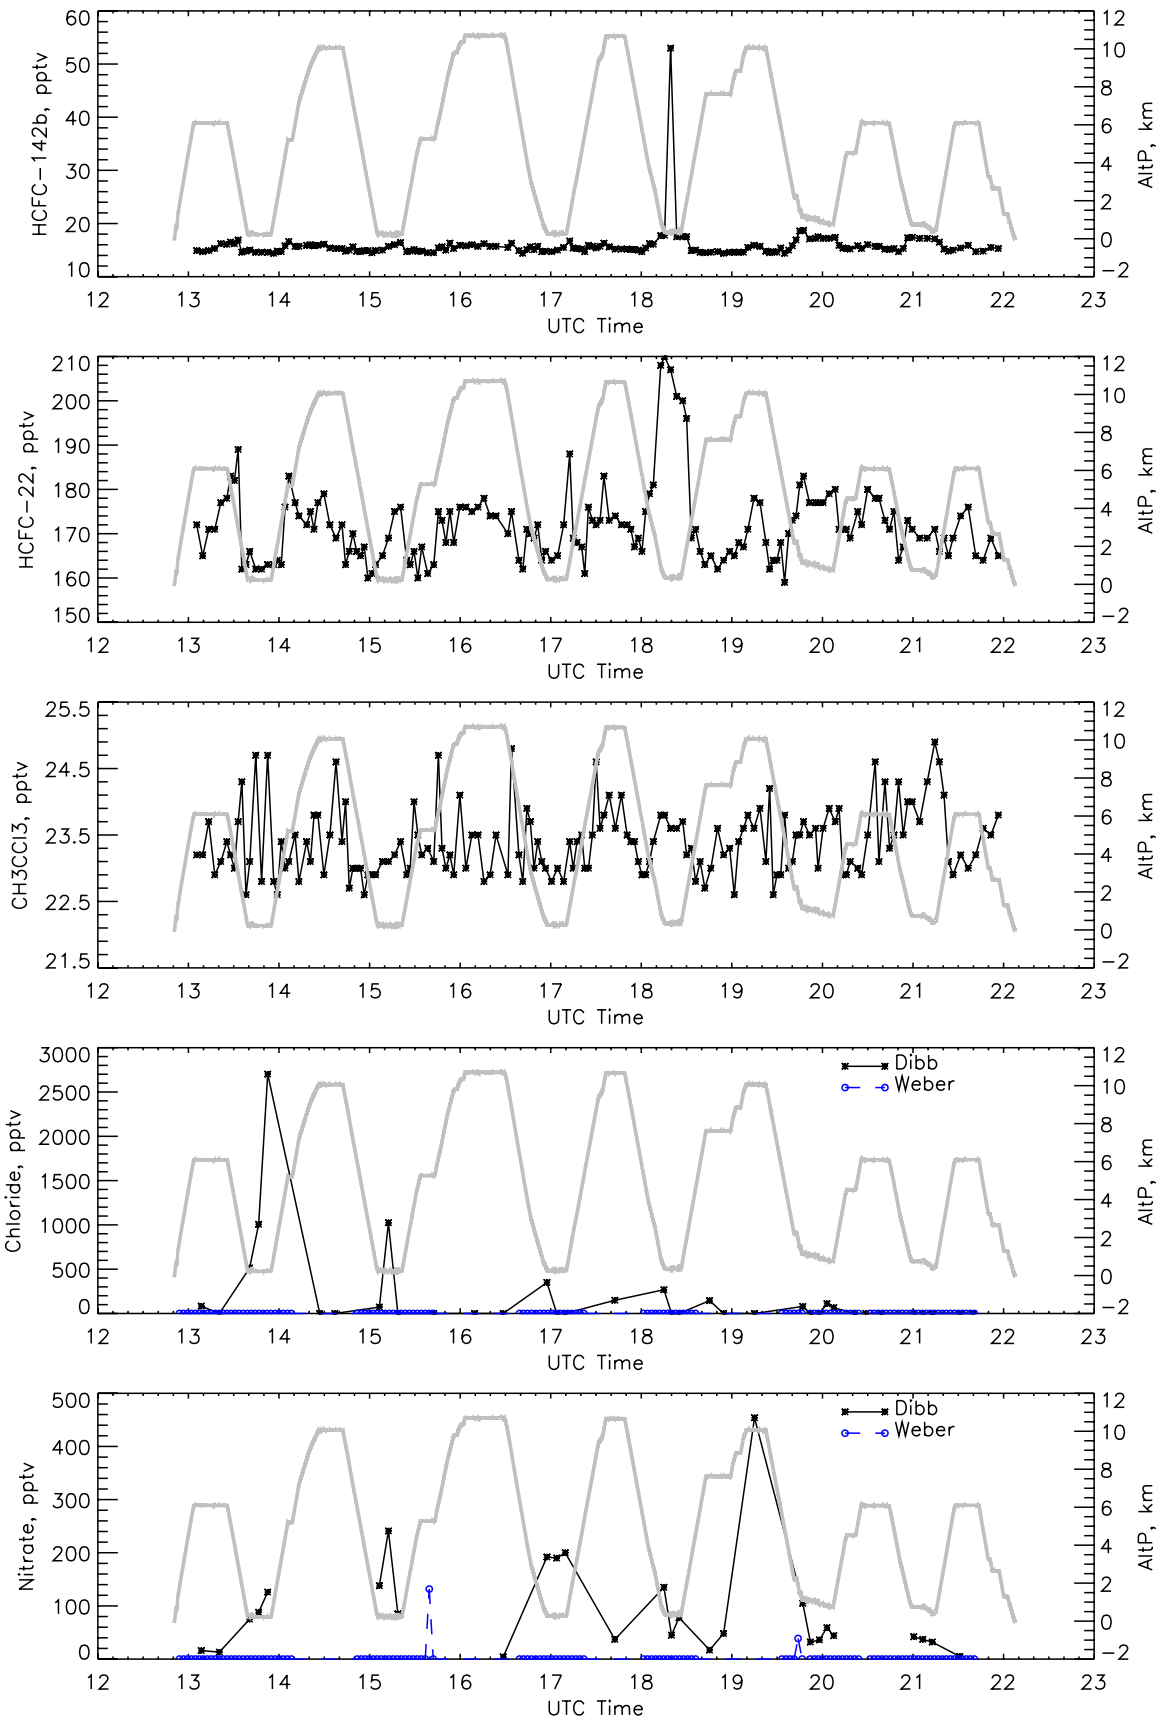 60
50
40
30
20
10
HCFC-142b, pptv
12
10
8
6
4
2
0
-2
AltP, km
12 13 14 15 16 17 18 19 20 21 22 23
UTC Time
210
200
190
180
170
160
150
HCFC-22, pptv
12
10
8
6
4
2
0
-2
AltP, km
12 13 14 15 16 17 18 19 20 21 22 23
UTC Time
25.5
24.5
23.5
22.5
21.5
CH3CCl3, pptv
12
10
8
6
4
2
0
-2
AltP, km
12 13 14 15 16 17 18 19 20 21 22 23
UTC Time
3000
2500
2000
1500
1000
500
0
Chloride, pptv
Dibb
Weber
12
10
8
6
4
2
0
-2
AltP, km
12 13 14 15 16 17 18 19 20 21 22 23
UTC Time
500
400
300
200
100
0
Nitrate, pptv
Dibb
Weber
12
10
8
6
4
2
0
-2
AltP, km
12 13 14 15 16 17 18 19 20 21 22 23
UTC Time